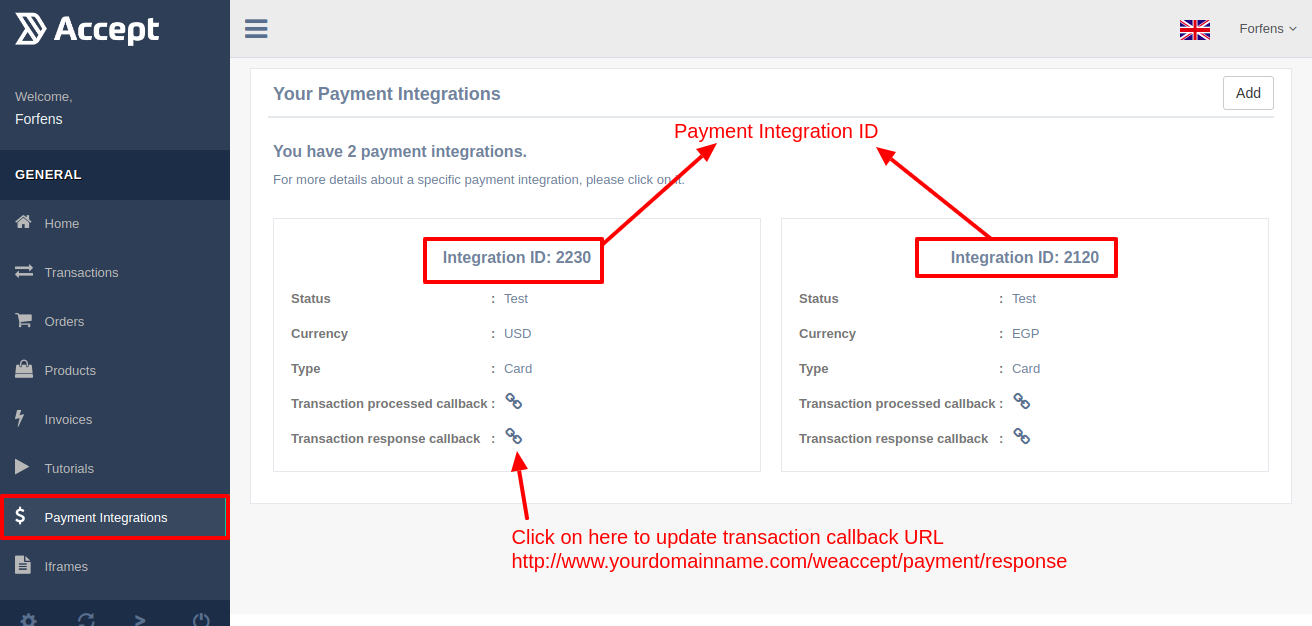 Accept
Forfens
Welcome,
Forfens
GENERAL
Home
Transactions
Orders
Products
Invoices
Tutorials
Payment Integrations
Iframes
Your Payment Integrations
Add
Payment Integration ID
You have 2 payment integrations.
For more details about a specific payment integration, please click on it.
Integration ID: 2230
Status : Test
Currency : USD
Type : Card
Transaction processed callback :
Transaction response callback :
Integration ID: 2120
Status : Test
Currency : EGP
Type : Card
Transaction processed callback :
Transaction response callback :
Click on here to update transaction callback URL
http://www.yourdomainname.com/weaccept/payment/response